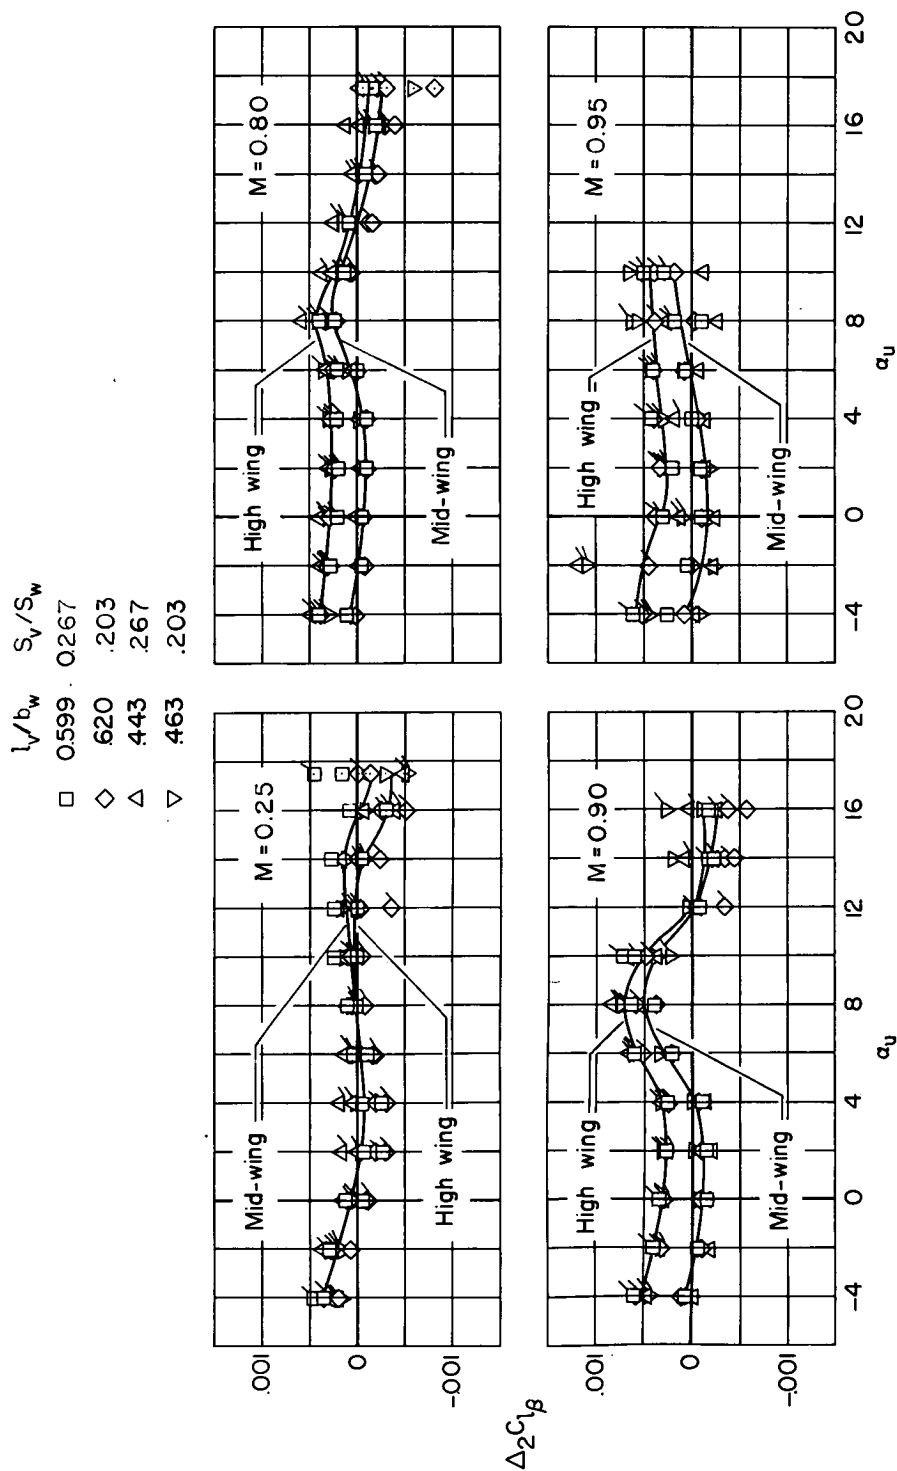 l_v/b_w S_v/S_w
□ 0.599 0.267
◇ .620 .203
△ .443 .267
▽ .463 .203
.001
0
-.001
M = 0.25
Mid-wing
High wing
M = 0.80
High wing
Mid-wing
Δ₂C_lβ
.001
0
-.001
M = 0.90
High wing
Mid-wing
-4 0 4 8 12 16 20
α_u
M = 0.95
High wing
Mid-wing
-4 0 4 8 12 16 20
α_u